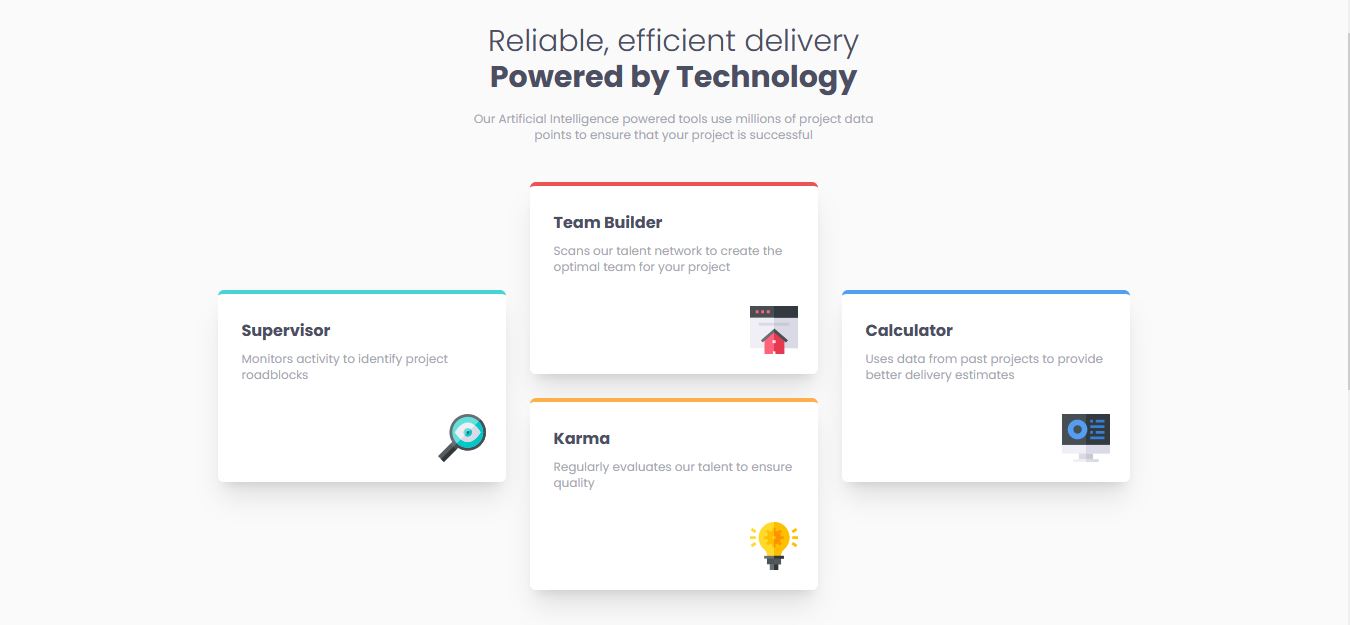 Reliable, efficient delivery
Powered by Technology
Our Artificial Intelligence powered tools use millions of project data
points to ensure that your project is successful
Team Builder
Scans our talent network to create the
optimal team for your project
Supervisor
Monitors activity to identify project
roadblocks
Calculator
Uses data from past projects to provide
better delivery estimates
Karma
Regularly evaluates our talent to ensure
quality